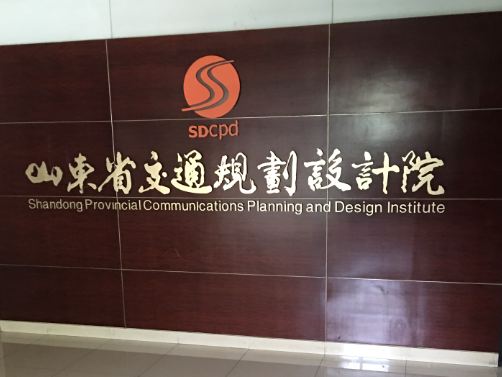 SDcpd
山東省交通規劃設計院
Shandong Provincial Communications Planning and Design Institute